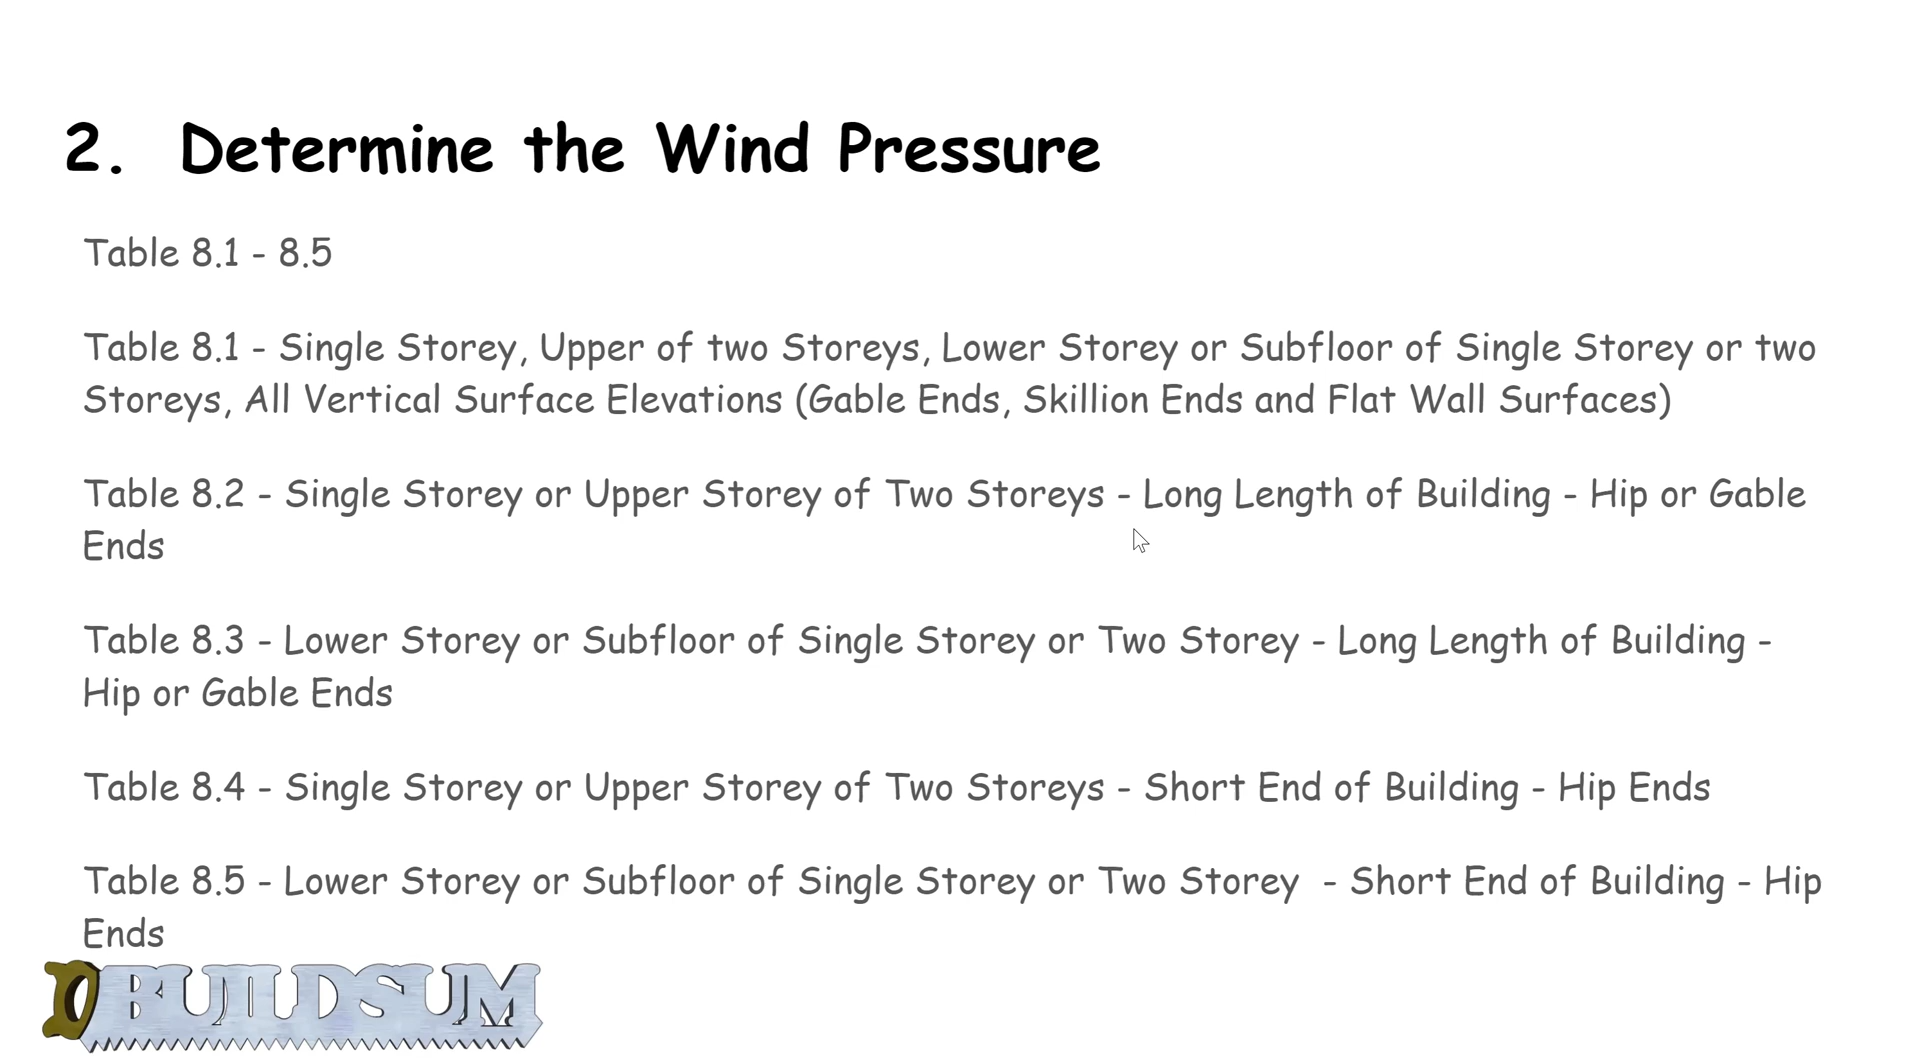 2. Determine the Wind Pressure
Table 8.1 - 8.5
Table 8.1 - Single Storey, Upper of two Storeys, Lower Storey or Subfloor of Single Storey or two
Storeys, All Vertical Surface Elevations (Gable Ends, Skillion Ends and Flat Wall Surfaces)
Table 8.2 - Single Storey or Upper Storey of Two Storeys - Long Length of Building - Hip or Gable
Ends
Table 8.3 - Lower Storey or Subfloor of Single Storey or Two Storey - Long Length of Building -
Hip or Gable Ends
Table 8.4 - Single Storey or Upper Storey of Two Storeys - Short End of Building - Hip Ends
Table 8.5 - Lower Storey or Subfloor of Single Storey or Two Storey - Short End of Building - Hip
Ends
BUILDSUM